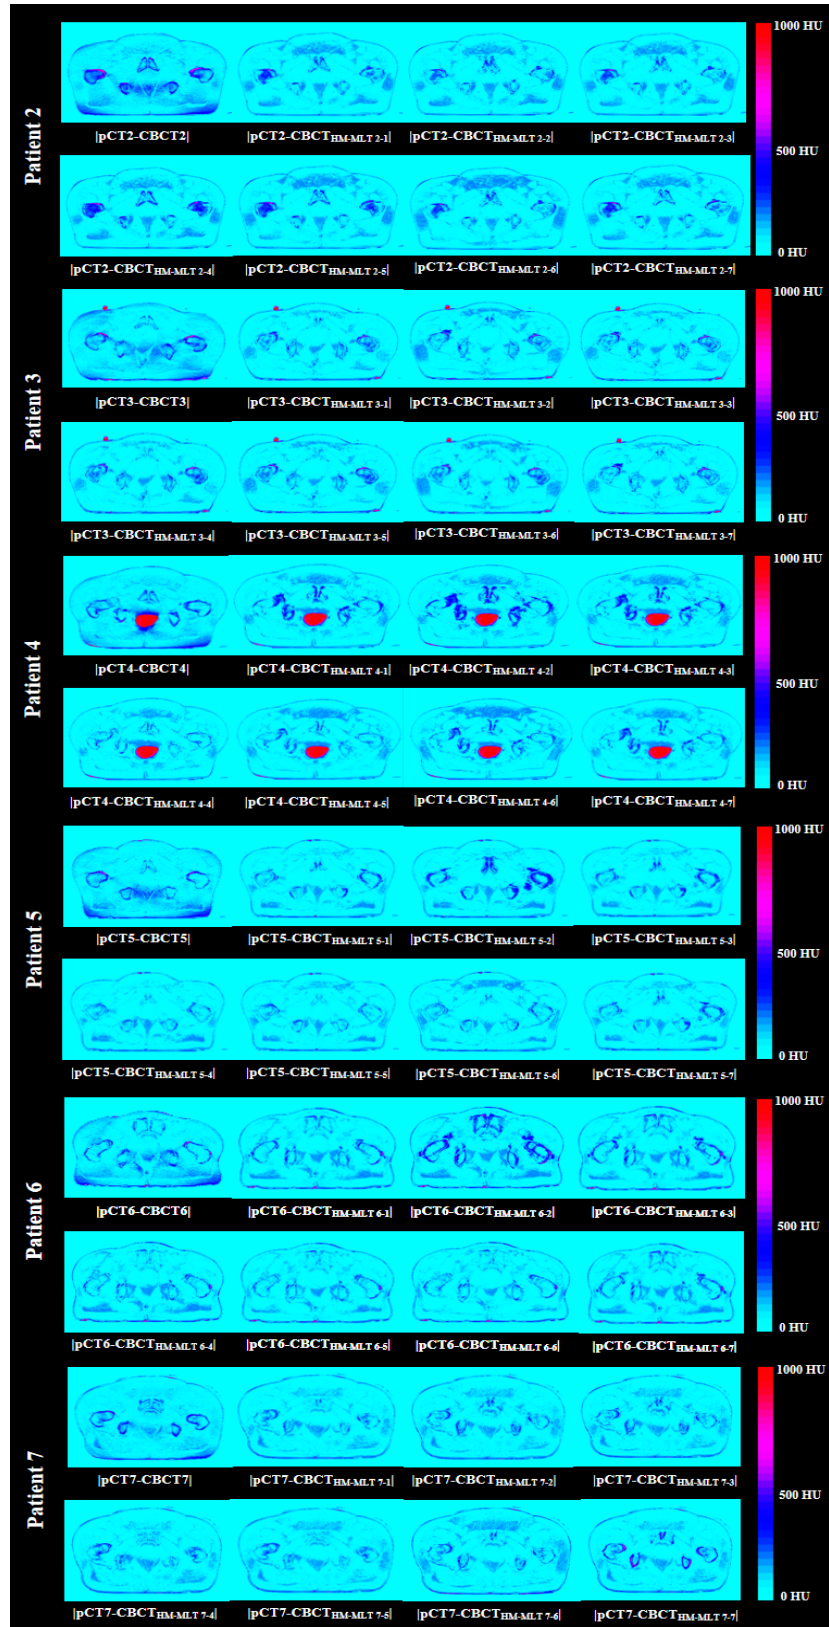 Patient 2
1000 HU
500 HU
0 HU
|pCT2-CBCT2| |pCT2-CBCTHM-MLT 2-1| |pCT2-CBCTHM-MLT 2-2| |pCT2-CBCTHM-MLT 2-3|
|pCT2-CBCTHM-MLT 2-4| |pCT2-CBCTHM-MLT 2-5| |pCT2-CBCTHM-MLT 2-6| |pCT2-CBCTHM-MLT 2-7|
Patient 3
1000 HU
500 HU
0 HU
|pCT3-CBCT3| |pCT3-CBCTHM-MLT 3-1| |pCT3-CBCTHM-MLT 3-2| |pCT3-CBCTHM-MLT 3-3|
|pCT3-CBCTHM-MLT 3-4| |pCT3-CBCTHM-MLT 3-5| |pCT3-CBCTHM-MLT 3-6| |pCT3-CBCTHM-MLT 3-7|
Patient 4
1000 HU
500 HU
0 HU
|pCT4-CBCT4| |pCT4-CBCTHM-MLT 4-1| |pCT4-CBCTHM-MLT 4-2| |pCT4-CBCTHM-MLT 4-3|
|pCT4-CBCTHM-MLT 4-4| |pCT4-CBCTHM-MLT 4-5| |pCT4-CBCTHM-MLT 4-6| |pCT4-CBCTHM-MLT 4-7|
Patient 5
1000 HU
500 HU
0 HU
|pCT5-CBCT5| |pCT5-CBCTHM-MLT 5-1| |pCT5-CBCTHM-MLT 5-2| |pCT5-CBCTHM-MLT 5-3|
|pCT5-CBCTHM-MLT 5-4| |pCT5-CBCTHM-MLT 5-5| |pCT5-CBCTHM-MLT 5-6| |pCT5-CBCTHM-MLT 5-7|
Patient 6
1000 HU
500 HU
0 HU
|pCT6-CBCT6| |pCT6-CBCTHM-MLT 6-1| |pCT6-CBCTHM-MLT 6-2| |pCT6-CBCTHM-MLT 6-3|
|pCT6-CBCTHM-MLT 6-4| |pCT6-CBCTHM-MLT 6-5| |pCT6-CBCTHM-MLT 6-6| |pCT6-CBCTHM-MLT 6-7|
Patient 7
1000 HU
500 HU
0 HU
|pCT7-CBCT7| |pCT7-CBCTHM-MLT 7-1| |pCT7-CBCTHM-MLT 7-2| |pCT7-CBCTHM-MLT 7-3|
|pCT7-CBCTHM-MLT 7-4| |pCT7-CBCTHM-MLT 7-5| |pCT7-CBCTHM-MLT 7-6| |pCT7-CBCTHM-MLT 7-7|